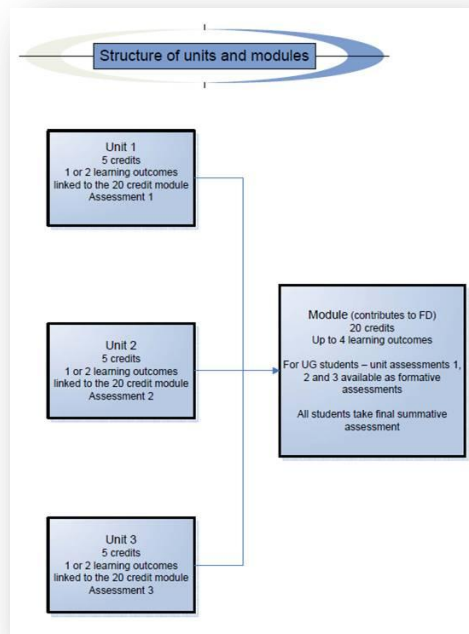 Structure of units and modules
Unit 1
5 credits
1 or 2 learning outcomes
linked to the 20 credit module
Assessment 1
Unit 2
5 credits
1 or 2 learning outcomes
linked to the 20 credit module
Assessment 2
Unit 3
5 credits
1 or 2 learning outcomes
linked to the 20 credit module
Assessment 3
Module (contributes to FD)
20 credits
Up to 4 learning outcomes
For UG students – unit assessments 1,
2 and 3 available as formative
assessments
All students take final summative
assessment